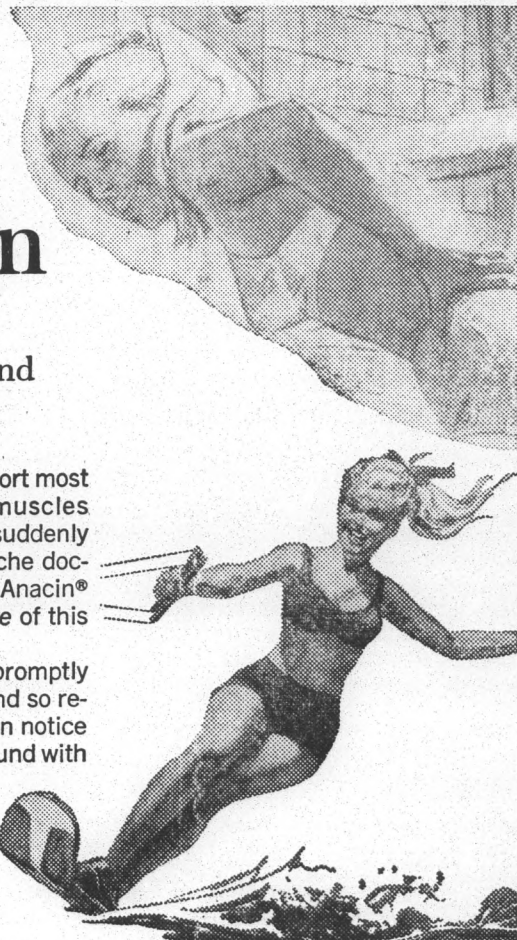 n
nd
ort most
muscles
suddenly
che doc-
Anacin®
e of this
promptly
nd so re-
n notice
und with